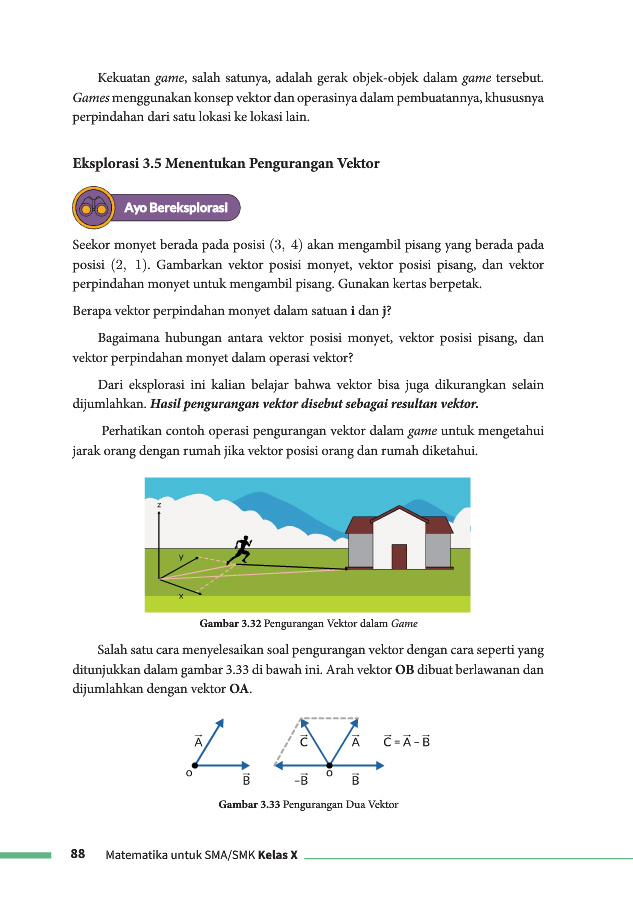 Kekuatan game, salah satunya, adalah gerak objek-objek dalam game tersebut.
Games menggunakan konsep vektor dan operasinya dalam pembuatannya, khususnya
perpindahan dari satu lokasi ke lokasi lain.
Eksplorasi 3.5 Menentukan Pengurangan Vektor
Ayo Bereksplorasi
Seekor monyet berada pada posisi (3, 4) akan mengambil pisang yang berada pada
posisi (2, 1). Gambarkan vektor posisi monyet, vektor posisi pisang, dan vektor
perpindahan monyet untuk mengambil pisang. Gunakan kertas berpetak.
Berapa vektor perpindahan monyet dalam satuan i dan j?
Bagaimana hubungan antara vektor posisi monyet, vektor posisi pisang, dan
vektor perpindahan monyet dalam operasi vektor?
Dari eksplorasi ini kalian belajar bahwa vektor bisa juga dikurangkan selain
dijumlahkan. Hasil pengurangan vektor disebut sebagai resultan vektor.
Perhatikan contoh operasi pengurangan vektor dalam game untuk mengetahui
jarak orang dengan rumah jika vektor posisi orang dan rumah diketahui.
z
y
x
Gambar 3.32 Pengurangan Vektor dalam Game
Salah satu cara menyelesaikan soal pengurangan vektor dengan cara seperti yang
ditunjukkan dalam gambar 3.33 di bawah ini. Arah vektor OB dibuat berlawanan dan
dijumlahkan dengan vektor OA.
A⃗ C⃗ A⃗ C⃗ = A⃗ – B⃗
o B⃗ –B⃗ o B⃗
Gambar 3.33 Pengurangan Dua Vektor
88 Matematika untuk SMA/SMK Kelas X